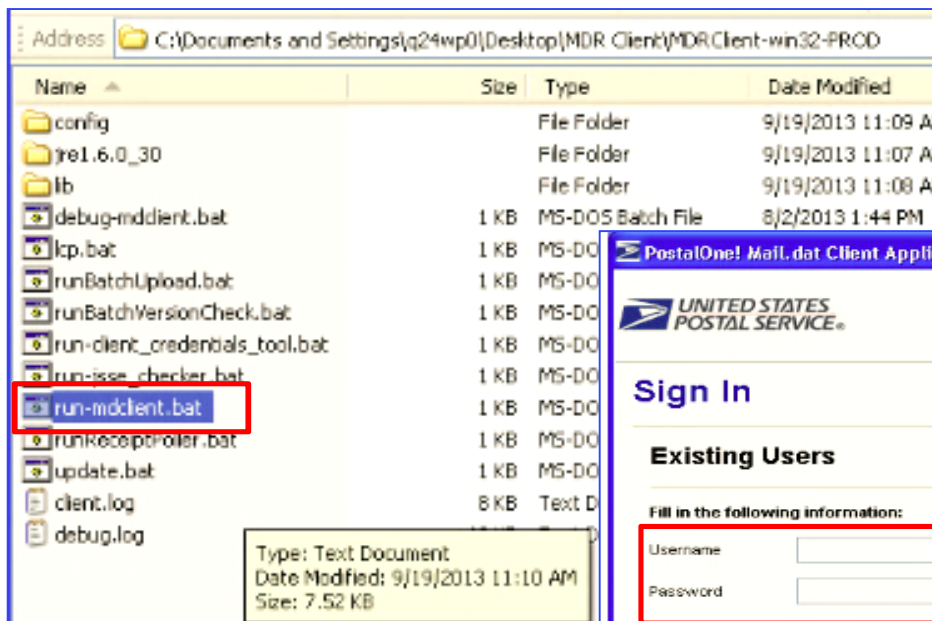 Address C:\Documents and Settings\q24wp0\Desktop\MDR Client\MDRClient-win32-PROD
Name Size Type Date Modified
config File Folder 9/19/2013 11:09 A
jre1.6.0_30 File Folder 9/19/2013 11:07 A
lib File Folder 9/19/2013 11:08 A
debug-mdclient.bat 1 KB MS-DOS Batch File 8/2/2013 1:44 PM
lcp.bat 1 KB MS-DO
runBatchUpload.bat 1 KB MS-DO
runBatchVersionCheck.bat 1 KB MS-DO
run-client_credentials_tool.bat 1 KB MS-DO
run-jsse_checker.bat 1 KB MS-DO
run-mdclient.bat 1 KB MS-DO
runReceiptPoller.bat 1 KB MS-DO
update.bat 1 KB MS-DO
client.log 8 KB Text D
debug.log
Type: Text Document
Date Modified: 9/19/2013 11:10 AM
Size: 7.52 KB
PostalOne! Mail.dat Client Appli
UNITED STATES
POSTAL SERVICE®
Sign In
Existing Users
Fill in the following information:
Username
Password